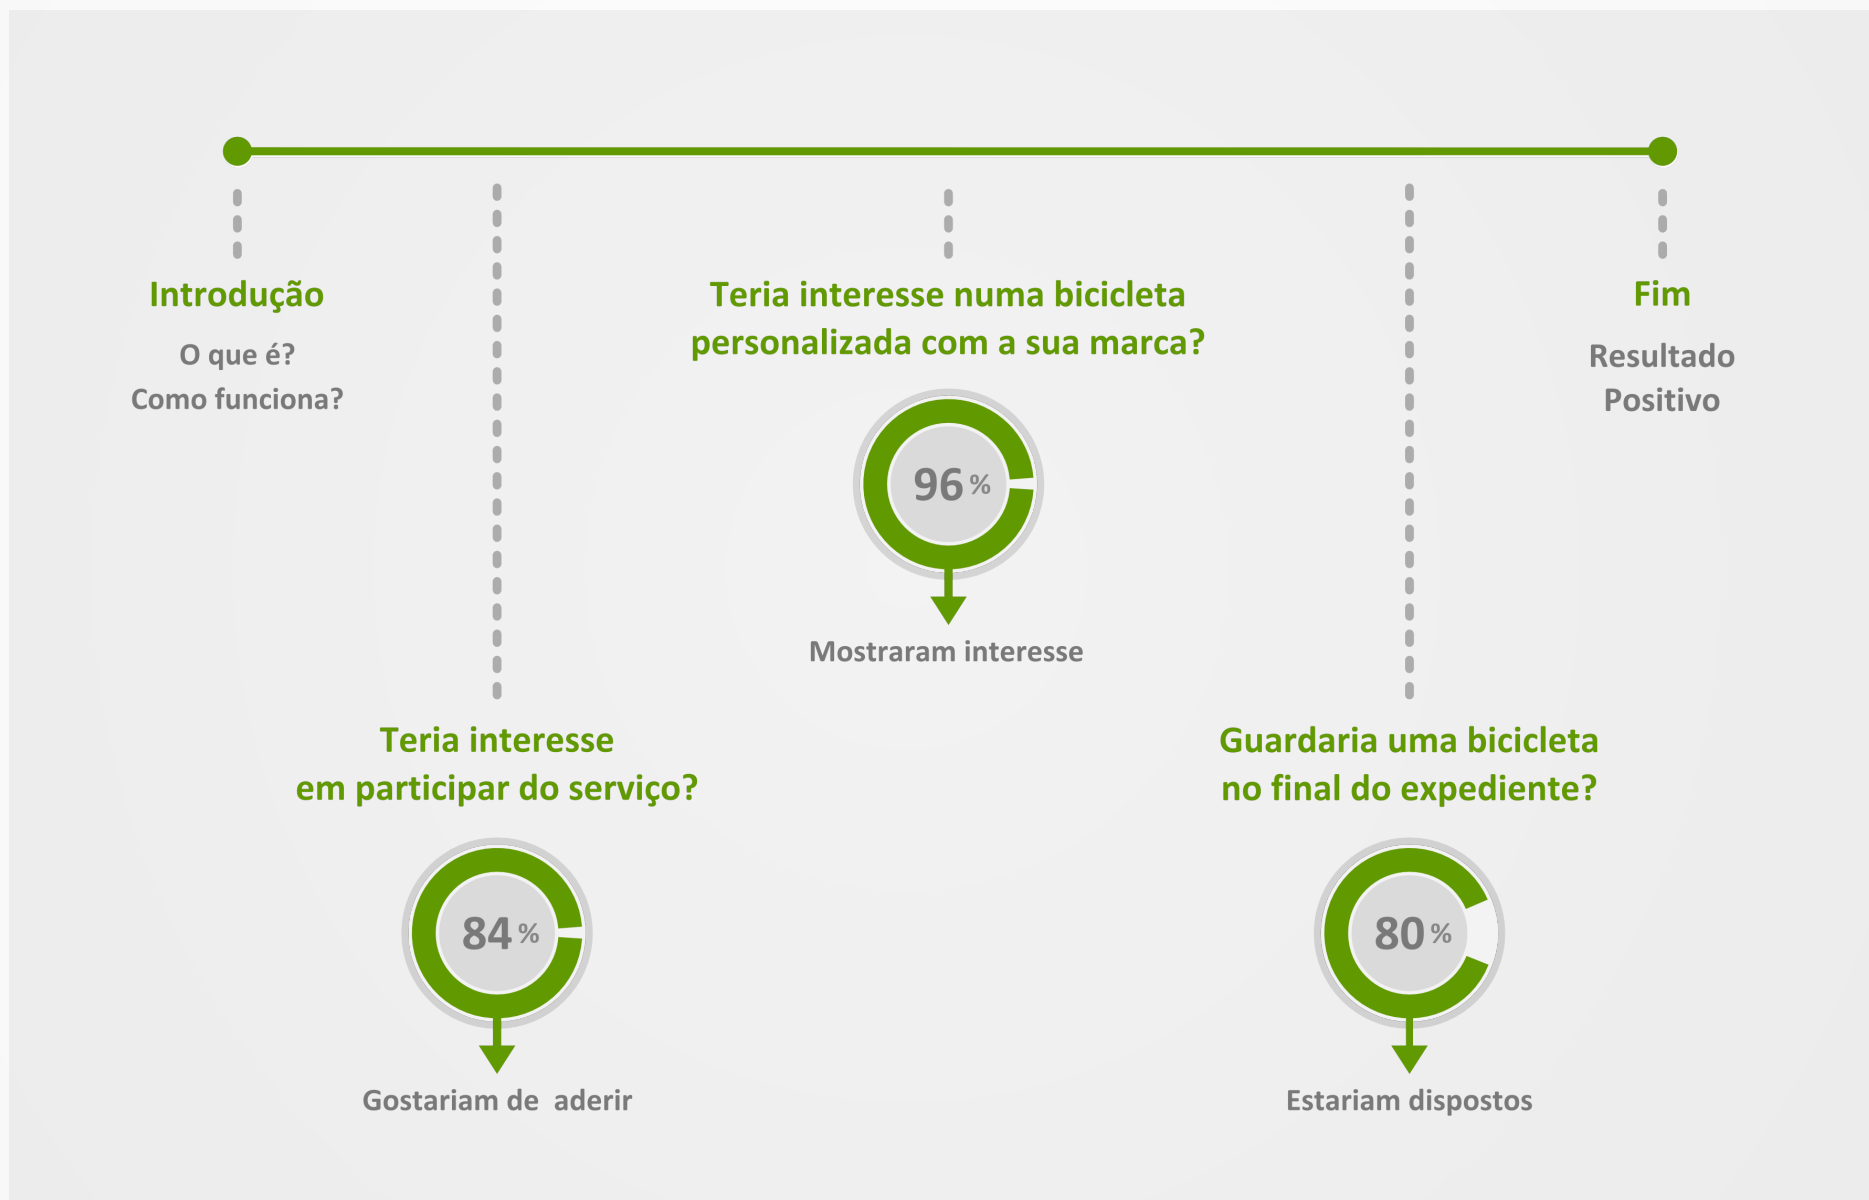 Introdução
O que é?
Como funciona?
Teria interesse
em participar do serviço?
84 %
Gostariam de  aderir
Teria interesse numa bicicleta
personalizada com a sua marca?
96 %
Mostraram interesse
Guardaria uma bicicleta
no final do expediente?
80 %
Estariam dispostos
Fim
Resultado
Positivo